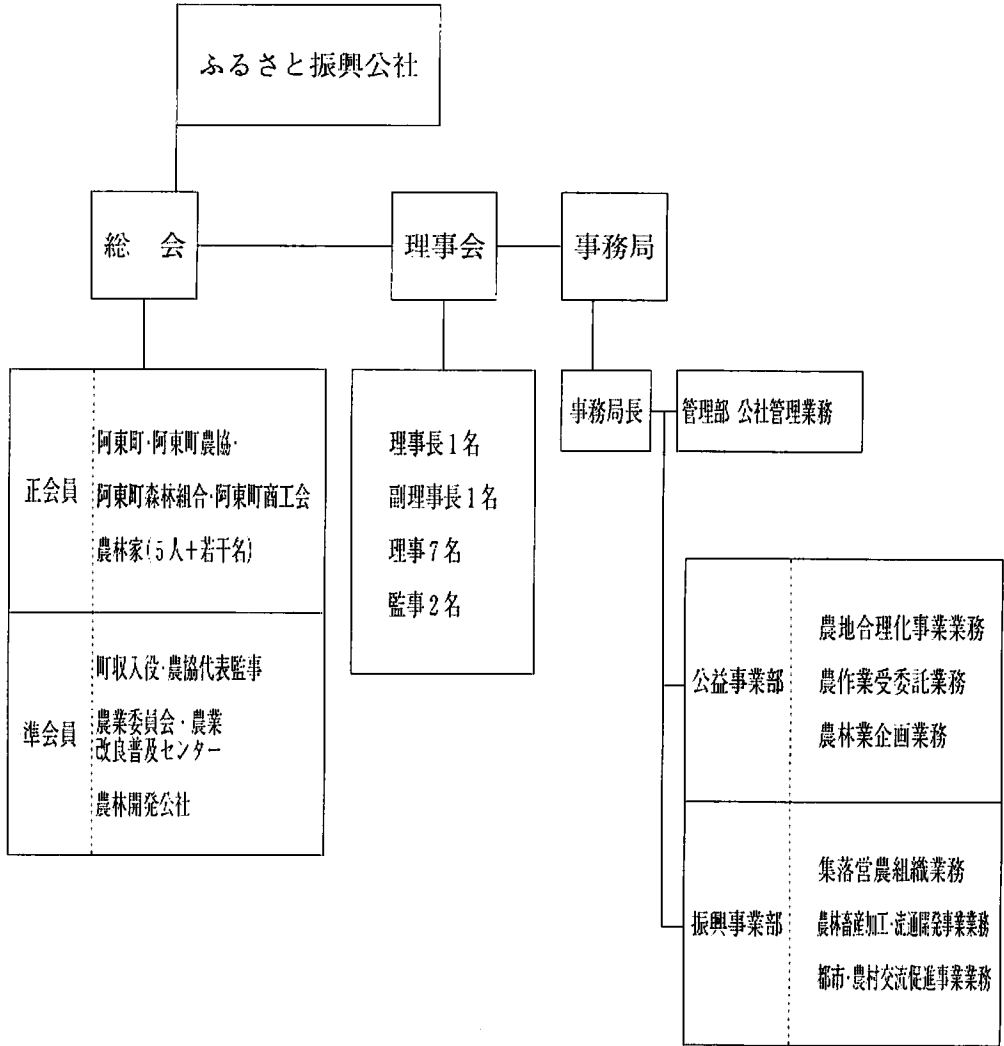 ふるさと振興公社
総　会
理事会
事務局
正会員
阿東町・阿東町農協・
阿東町森林組合・阿東町商工会
農林家(5人+若干名)
準会員
町収入役・農協代表監事
農業委員会・農業
改良普及センター
農林開発公社
理事長1名
副理事長1名
理事7名
監事2名
事務局長
管理部 公社管理業務
公益事業部
農地合理化事業業務
農作業受委託業務
農林業企画業務
振興事業部
集落営農組織業務
農林畜産加工・流通開発事業業務
都市・農村交流促進事業業務